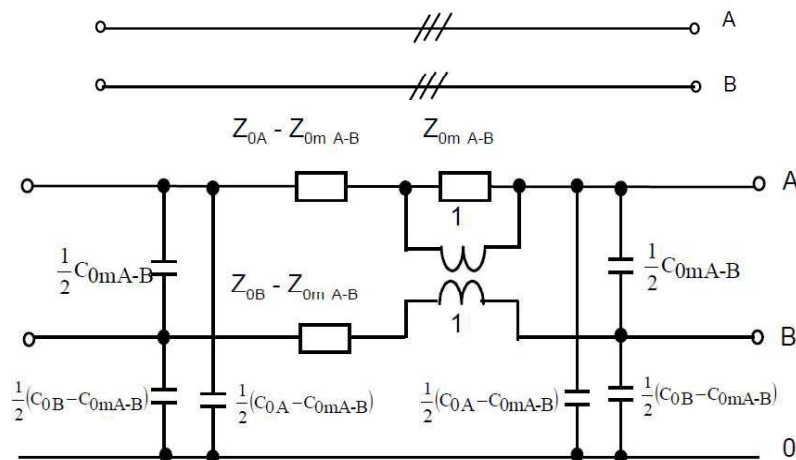 A
B
Z0A - Z0m A-B
Z0m A-B
A
1
1/2 C0mA-B
1/2 C0mA-B
Z0B - Z0m A-B
1
B
1/2(C0B-C0mA-B)
1/2(C0A-C0mA-B)
1/2(C0A-C0mA-B)
1/2(C0B-C0mA-B)
0